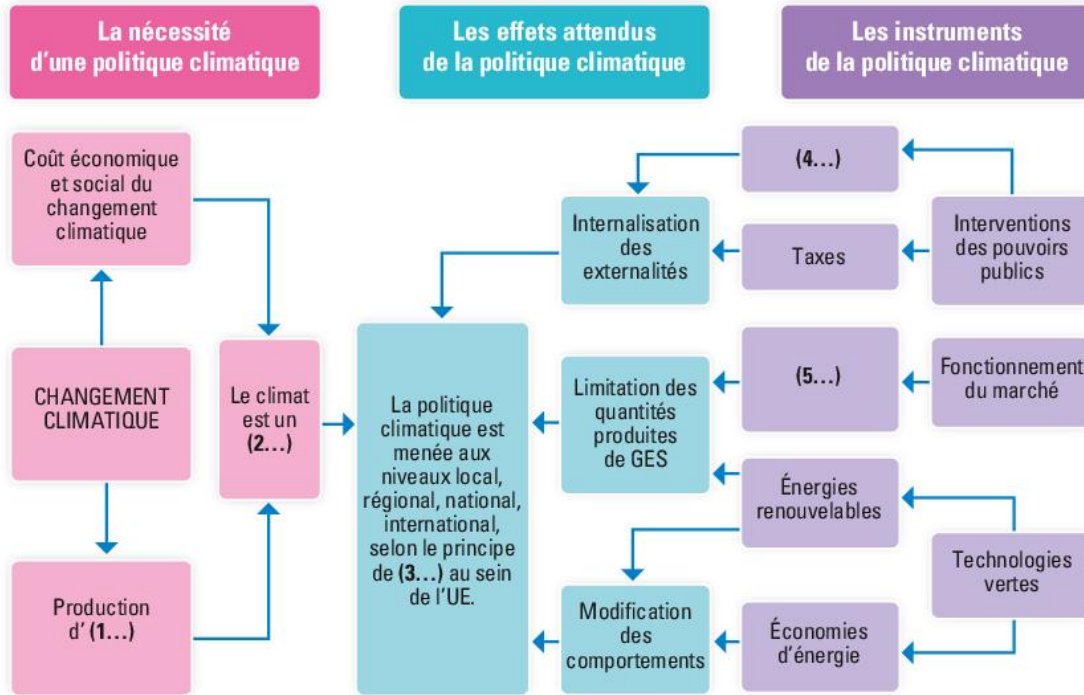 La nécessité
d'une politique climatique
Les effets attendus
de la politique climatique
Les instruments
de la politique climatique
Coût économique
et social du
changement
climatique
CHANGEMENT
CLIMATIQUE
Production
d' (1...)
Le climat
est un
(2...)
La politique
climatique est
menée aux
niveaux local,
régional, national,
international,
selon le principe
de (3...) au sein
de l'UE.
Internalisation
des
externalités
Limitation des
quantités
produites
de GES
Modification
des
comportements
(4...)
Taxes
(5...)
Énergies
renouvelables
Économies
d'énergie
Interventions
des pouvoirs
publics
Fonctionnement
du marché
Technologies
vertes